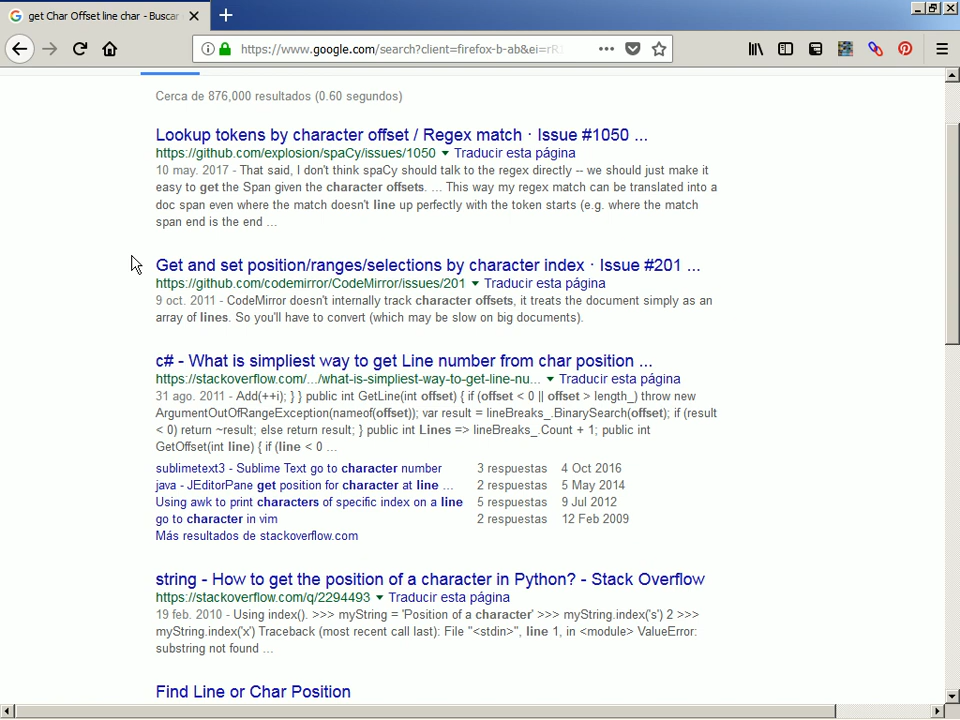 get Char Offset line char - Buscar
https://www.google.com/search?client=firefox-b-ab&ei=rR
Cerca de 876,000 resultados (0.60 segundos)
Lookup tokens by character offset / Regex match · Issue #1050 ...
https://github.com/explosion/spaCy/issues/1050 Traducir esta página
10 may. 2017 - That said, I don't think spaCy should talk to the regex directly -- we should just make it
easy to get the Span given the character offsets. ... This way my regex match can be translated into a
doc span even where the match doesn't line up perfectly with the token starts (e.g. where the match
span end is the end ...
Get and set position/ranges/selections by character index · Issue #201 ...
https://github.com/codemirror/CodeMirror/issues/201 Traducir esta página
9 oct. 2011 - CodeMirror doesn't internally track character offsets, it treats the document simply as an
array of lines. So you'll have to convert (which may be slow on big documents).
c# - What is simpliest way to get Line number from char position ...
https://stackoverflow.com/.../what-is-simpliest-way-to-get-line-nu... Traducir esta página
31 ago. 2011 - Add(++i); } } public int GetLine(int offset) { if (offset < 0 || offset > length_) throw new
ArgumentOutOfRangeException(nameof(offset)); var result = lineBreaks_.BinarySearch(offset); if (result
< 0) return ~result; else return result; } public int Lines => lineBreaks_.Count + 1; public int
GetOffset(int line) { if (line < 0 ...
sublimetext3 - Sublime Text go to character number 3 respuestas 4 Oct 2016
java - JEditorPane get position for character at line ... 2 respuestas 5 May 2014
Using awk to print characters of specific index on a line 5 respuestas 9 Jul 2012
go to character in vim 2 respuestas 12 Feb 2009
Más resultados de stackoverflow.com
string - How to get the position of a character in Python? - Stack Overflow
https://stackoverflow.com/q/2294493 Traducir esta página
19 feb. 2010 - Using index(). >>> myString = 'Position of a character' >>> myString.index('s') 2 >>>
myString.index('x') Traceback (most recent call last): File "<stdin>", line 1, in <module> ValueError:
substring not found ...
Find Line or Char Position